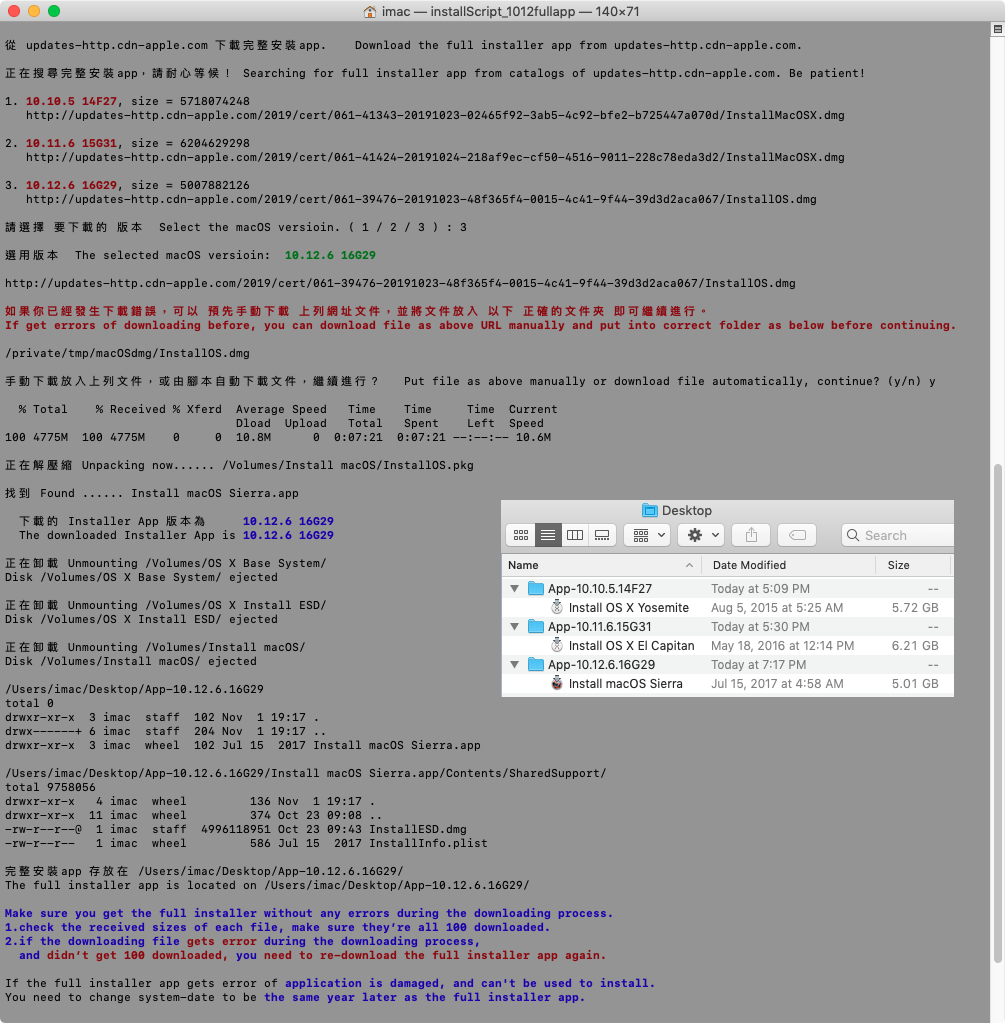 imac — installScript_1012fullapp — 140×71
從 updates-http.cdn-apple.com 下載完整安裝app. Download the full installer app from updates-http.cdn-apple.com.
正在搜尋完整安裝app，請耐心等候！ Searching for full installer app from catalogs of updates-http.cdn-apple.com. Be patient!
1. 10.10.5 14F27, size = 5718074248
http://updates-http.cdn-apple.com/2019/cert/061-41343-20191023-02465f92-3ab5-4c92-bfe2-b725447a070d/InstallMacOSX.dmg
2. 10.11.6 15G31, size = 6204629298
http://updates-http.cdn-apple.com/2019/cert/061-41424-20191024-218af9ec-cf50-4516-9011-228c78eda3d2/InstallMacOSX.dmg
3. 10.12.6 16G29, size = 5007882126
http://updates-http.cdn-apple.com/2019/cert/061-39476-20191023-48f365f4-0015-4c41-9f44-39d3d2aca067/InstallOS.dmg
請選擇 要下載的 版本 Select the macOS versioin. ( 1 / 2 / 3 ) : 3
選用版本 The selected macOS versioin: 10.12.6 16G29
http://updates-http.cdn-apple.com/2019/cert/061-39476-20191023-48f365f4-0015-4c41-9f44-39d3d2aca067/InstallOS.dmg
如果你已經發生下載錯誤，可以 預先手動下載 上列網址文件，並將文件放入 以下 正確的文件夾 即可繼續進行。
If get errors of downloading before, you can download file as above URL manually and put into correct folder as below before continuing.
/private/tmp/macOSdmg/InstallOS.dmg
手動下載放入上列文件，或由腳本自動下載文件，繼續進行？ Put file as above manually or download file automatically, continue? (y/n) y
% Total % Received % Xferd Average Speed Time Time Time Current
Dload Upload Total Spent Left Speed
100 4775M 100 4775M 0 0 10.8M 0 0:07:21 0:07:21 --:--:-- 10.6M
正在解壓縮 Unpacking now...... /Volumes/Install macOS/InstallOS.pkg
找到 Found ...... Install macOS Sierra.app
下載的 Installer App 版本為 10.12.6 16G29
The downloaded Installer App is 10.12.6 16G29
正在卸載 Unmounting /Volumes/OS X Base System/
Disk /Volumes/OS X Base System/ ejected
正在卸載 Unmounting /Volumes/OS X Install ESD/
Disk /Volumes/OS X Install ESD/ ejected
正在卸載 Unmounting /Volumes/Install macOS/
Disk /Volumes/Install macOS/ ejected
/Users/imac/Desktop/App-10.12.6.16G29
total 0
drwxr-xr-x 3 imac staff 102 Nov 1 19:17 .
drwx------+ 6 imac staff 204 Nov 1 19:17 ..
drwxr-xr-x 3 imac wheel 102 Jul 15 2017 Install macOS Sierra.app
/Users/imac/Desktop/App-10.12.6.16G29/Install macOS Sierra.app/Contents/SharedSupport/
total 9758056
drwxr-xr-x 4 imac wheel 136 Nov 1 19:17 .
drwxr-xr-x 11 imac wheel 374 Oct 23 09:08 ..
-rw-r--r--@ 1 imac staff 4996118951 Oct 23 09:43 InstallESD.dmg
-rw-r--r-- 1 imac wheel 586 Jul 15 2017 InstallInfo.plist
完整安裝app 存放在 /Users/imac/Desktop/App-10.12.6.16G29/
The full installer app is located on /Users/imac/Desktop/App-10.12.6.16G29/
Make sure you get the full installer without any errors during the downloading process.
1.check the received sizes of each file, make sure they're all 100 downloaded.
2.if the downloading file gets error during the downloading process,
and didn't get 100 downloaded, you need to re-download the full installer app again.
If the full installer app gets error of application is damaged, and can't be used to install.
You need to change system-date to be the same year later as the full installer app.
Desktop
Search
Name Date Modified Size
App-10.10.5.14F27 Today at 5:09 PM --
Install OS X Yosemite Aug 5, 2015 at 5:25 AM 5.72 GB
App-10.11.6.15G31 Today at 5:30 PM --
Install OS X El Capitan May 18, 2016 at 12:14 PM 6.21 GB
App-10.12.6.16G29 Today at 7:17 PM --
Install macOS Sierra Jul 15, 2017 at 4:58 AM 5.01 GB